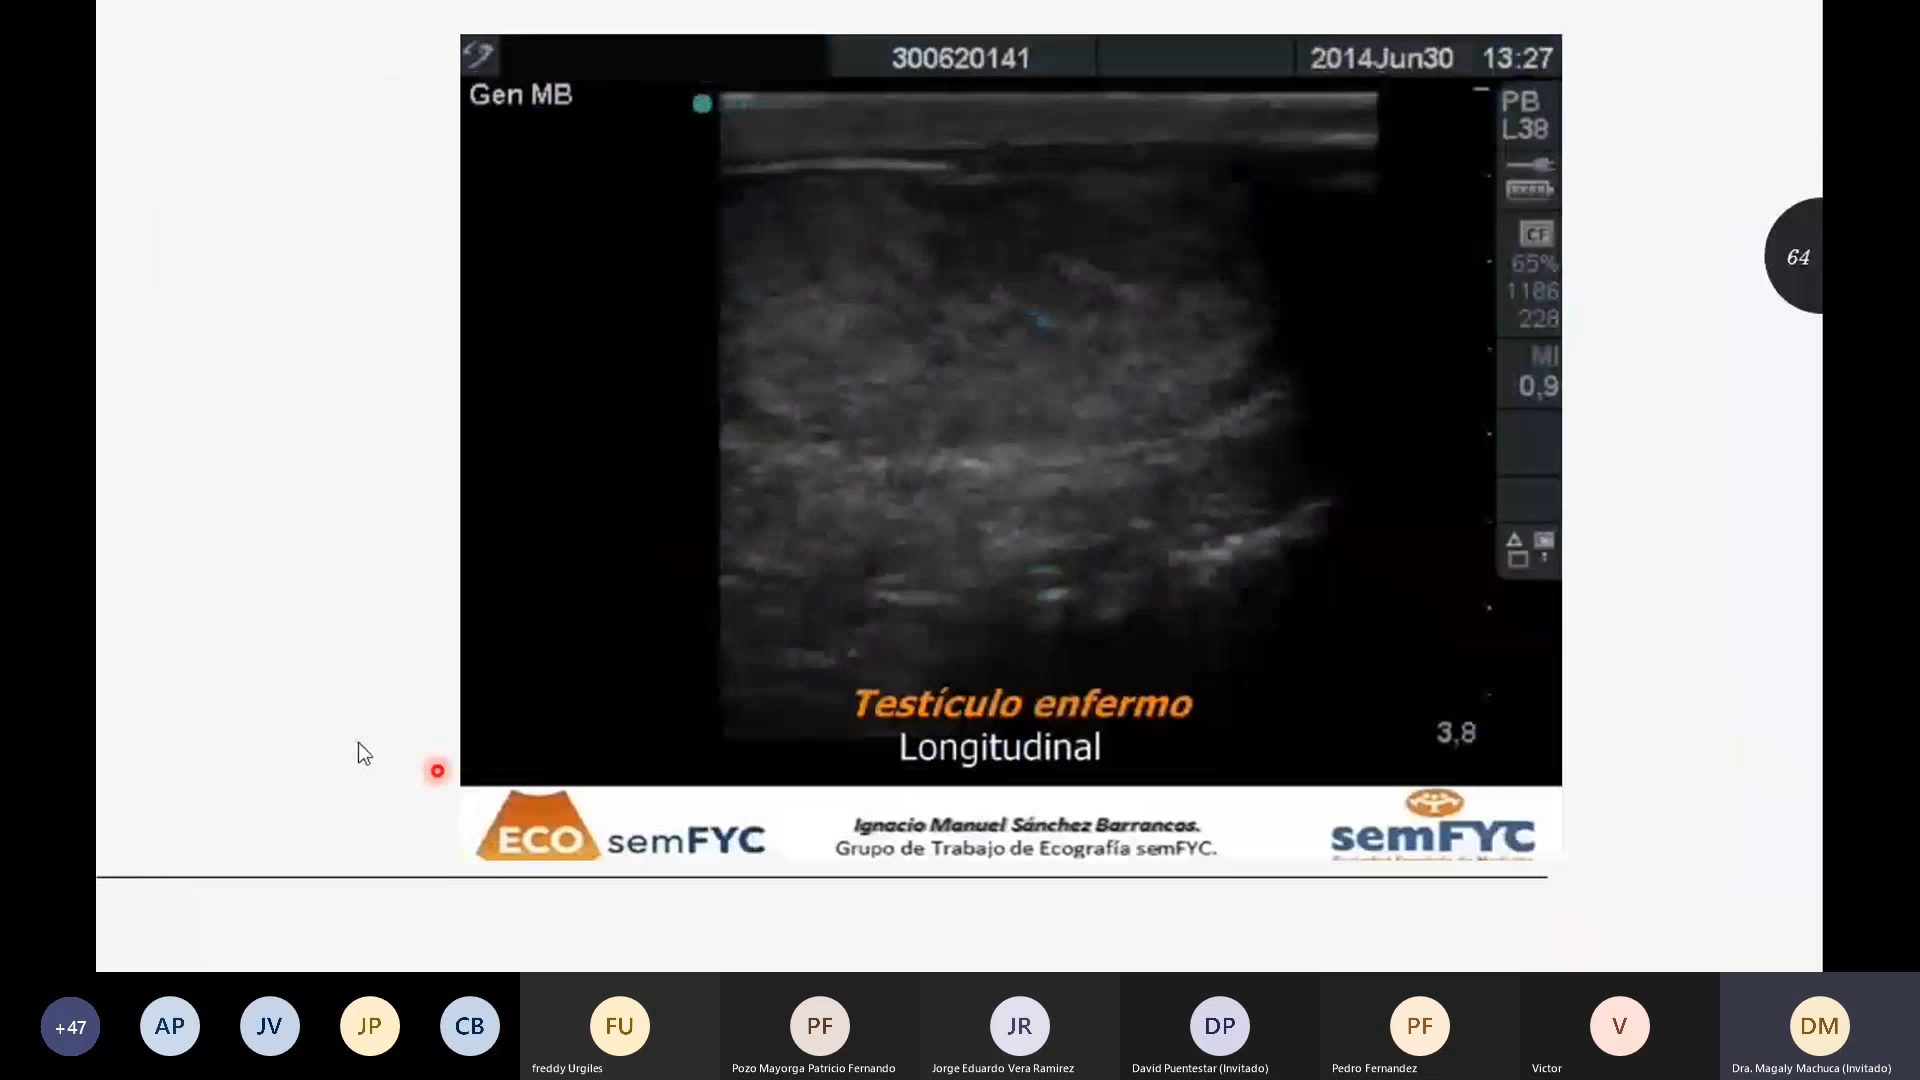 300620141
2014Jun30 13:27
Gen MB
PB
L38
CF
65%
1186
228
MI
0,9
64
Testículo enfermo
Longitudinal
3,8
ECO semFYC
Ignacio Manuel Sánchez Barrancos.
Grupo de Trabajo de Ecografía semFYC.
semFYC
+47
AP
JV
JP
CB
FU
PF
JR
DP
PF
V
DM
freddy Urgiles
Pozo Mayorga Patricio Fernando
Jorge Eduardo Vera Ramirez
David Puentestar (Invitado)
Pedro Fernandez
Victor
Dra. Magaly Machuca (Invitado)